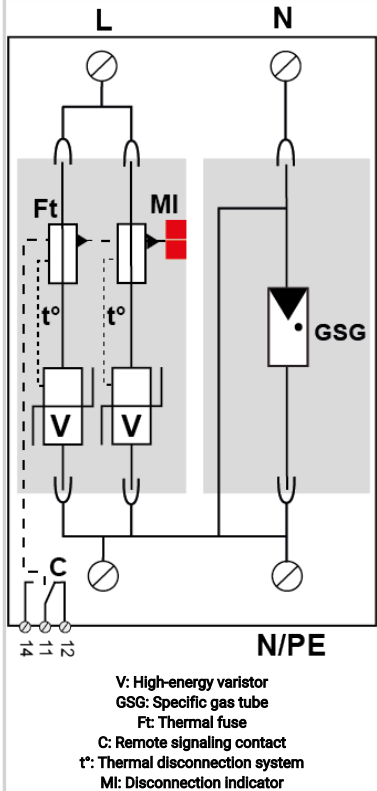 L N
Ft MI
t° t°
GSG
V V
C
14 11 12
N/PE
V: High-energy varistor
GSG: Specific gas tube
Ft: Thermal fuse
C: Remote signaling contact
t°: Thermal disconnection system
MI: Disconnection indicator